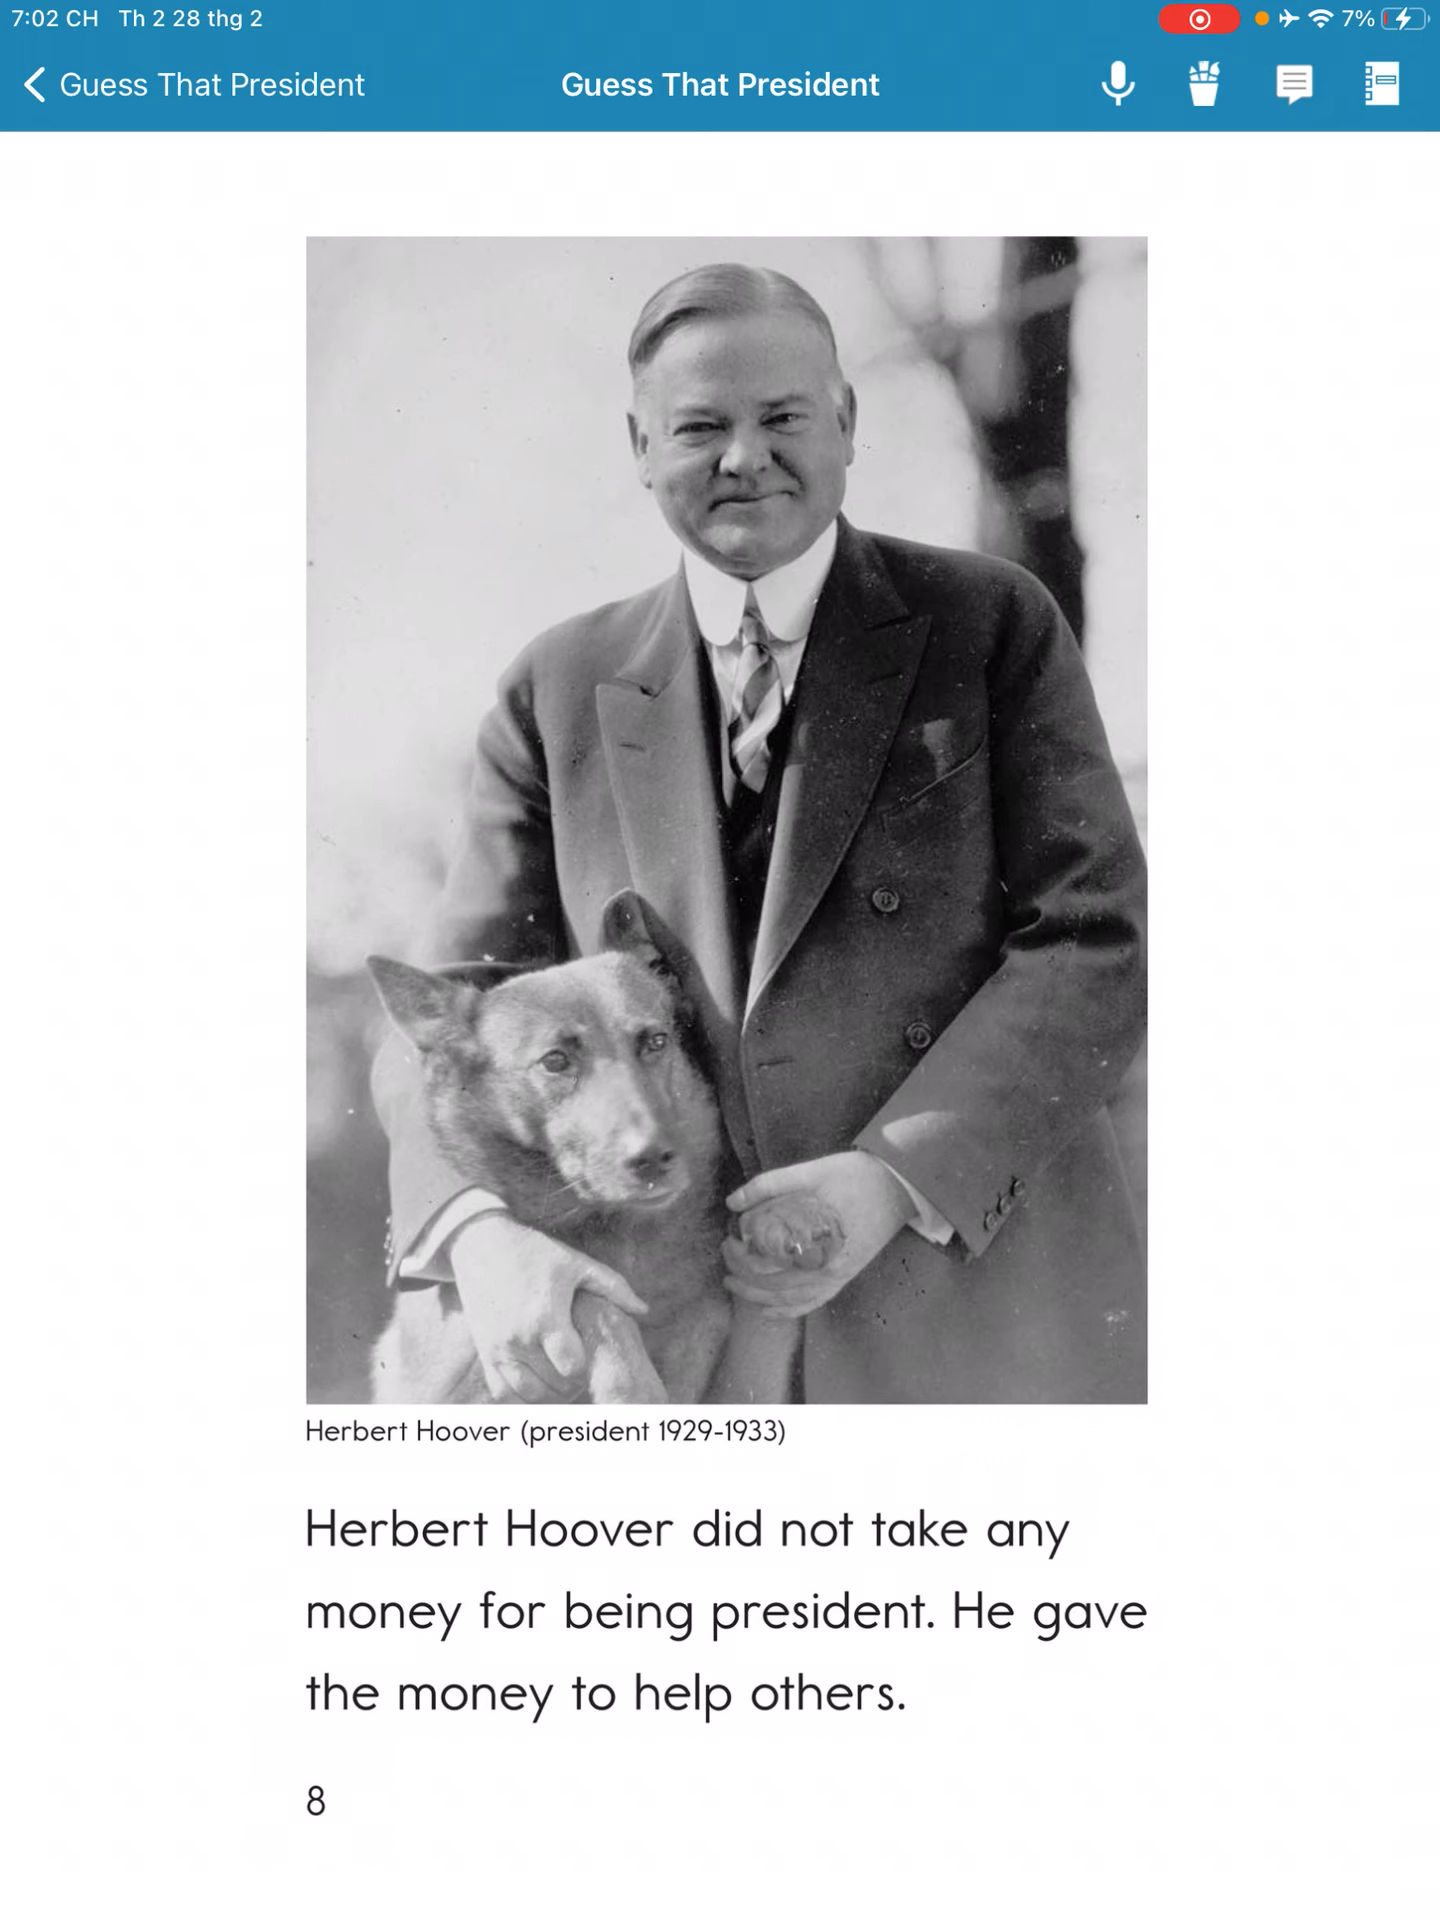 7:02 CH Th 2 28 thg 2
7%
Guess That President
Guess That President
Herbert Hoover (president 1929-1933)
Herbert Hoover did not take any
money for being president. He gave
the money to help others.
8